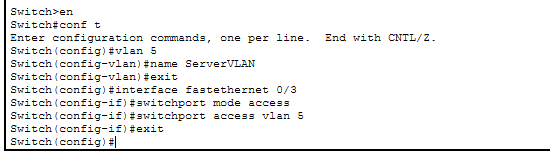 Switch>en
Switch#conf t
Enter configuration commands, one per line.  End with CNTL/Z.
Switch(config)#vlan 5
Switch(config-vlan)#name ServerVLAN
Switch(config-vlan)#exit
Switch(config)#interface fastethernet 0/3
Switch(config-if)#switchport mode access
Switch(config-if)#switchport access vlan 5
Switch(config-if)#exit
Switch(config)#